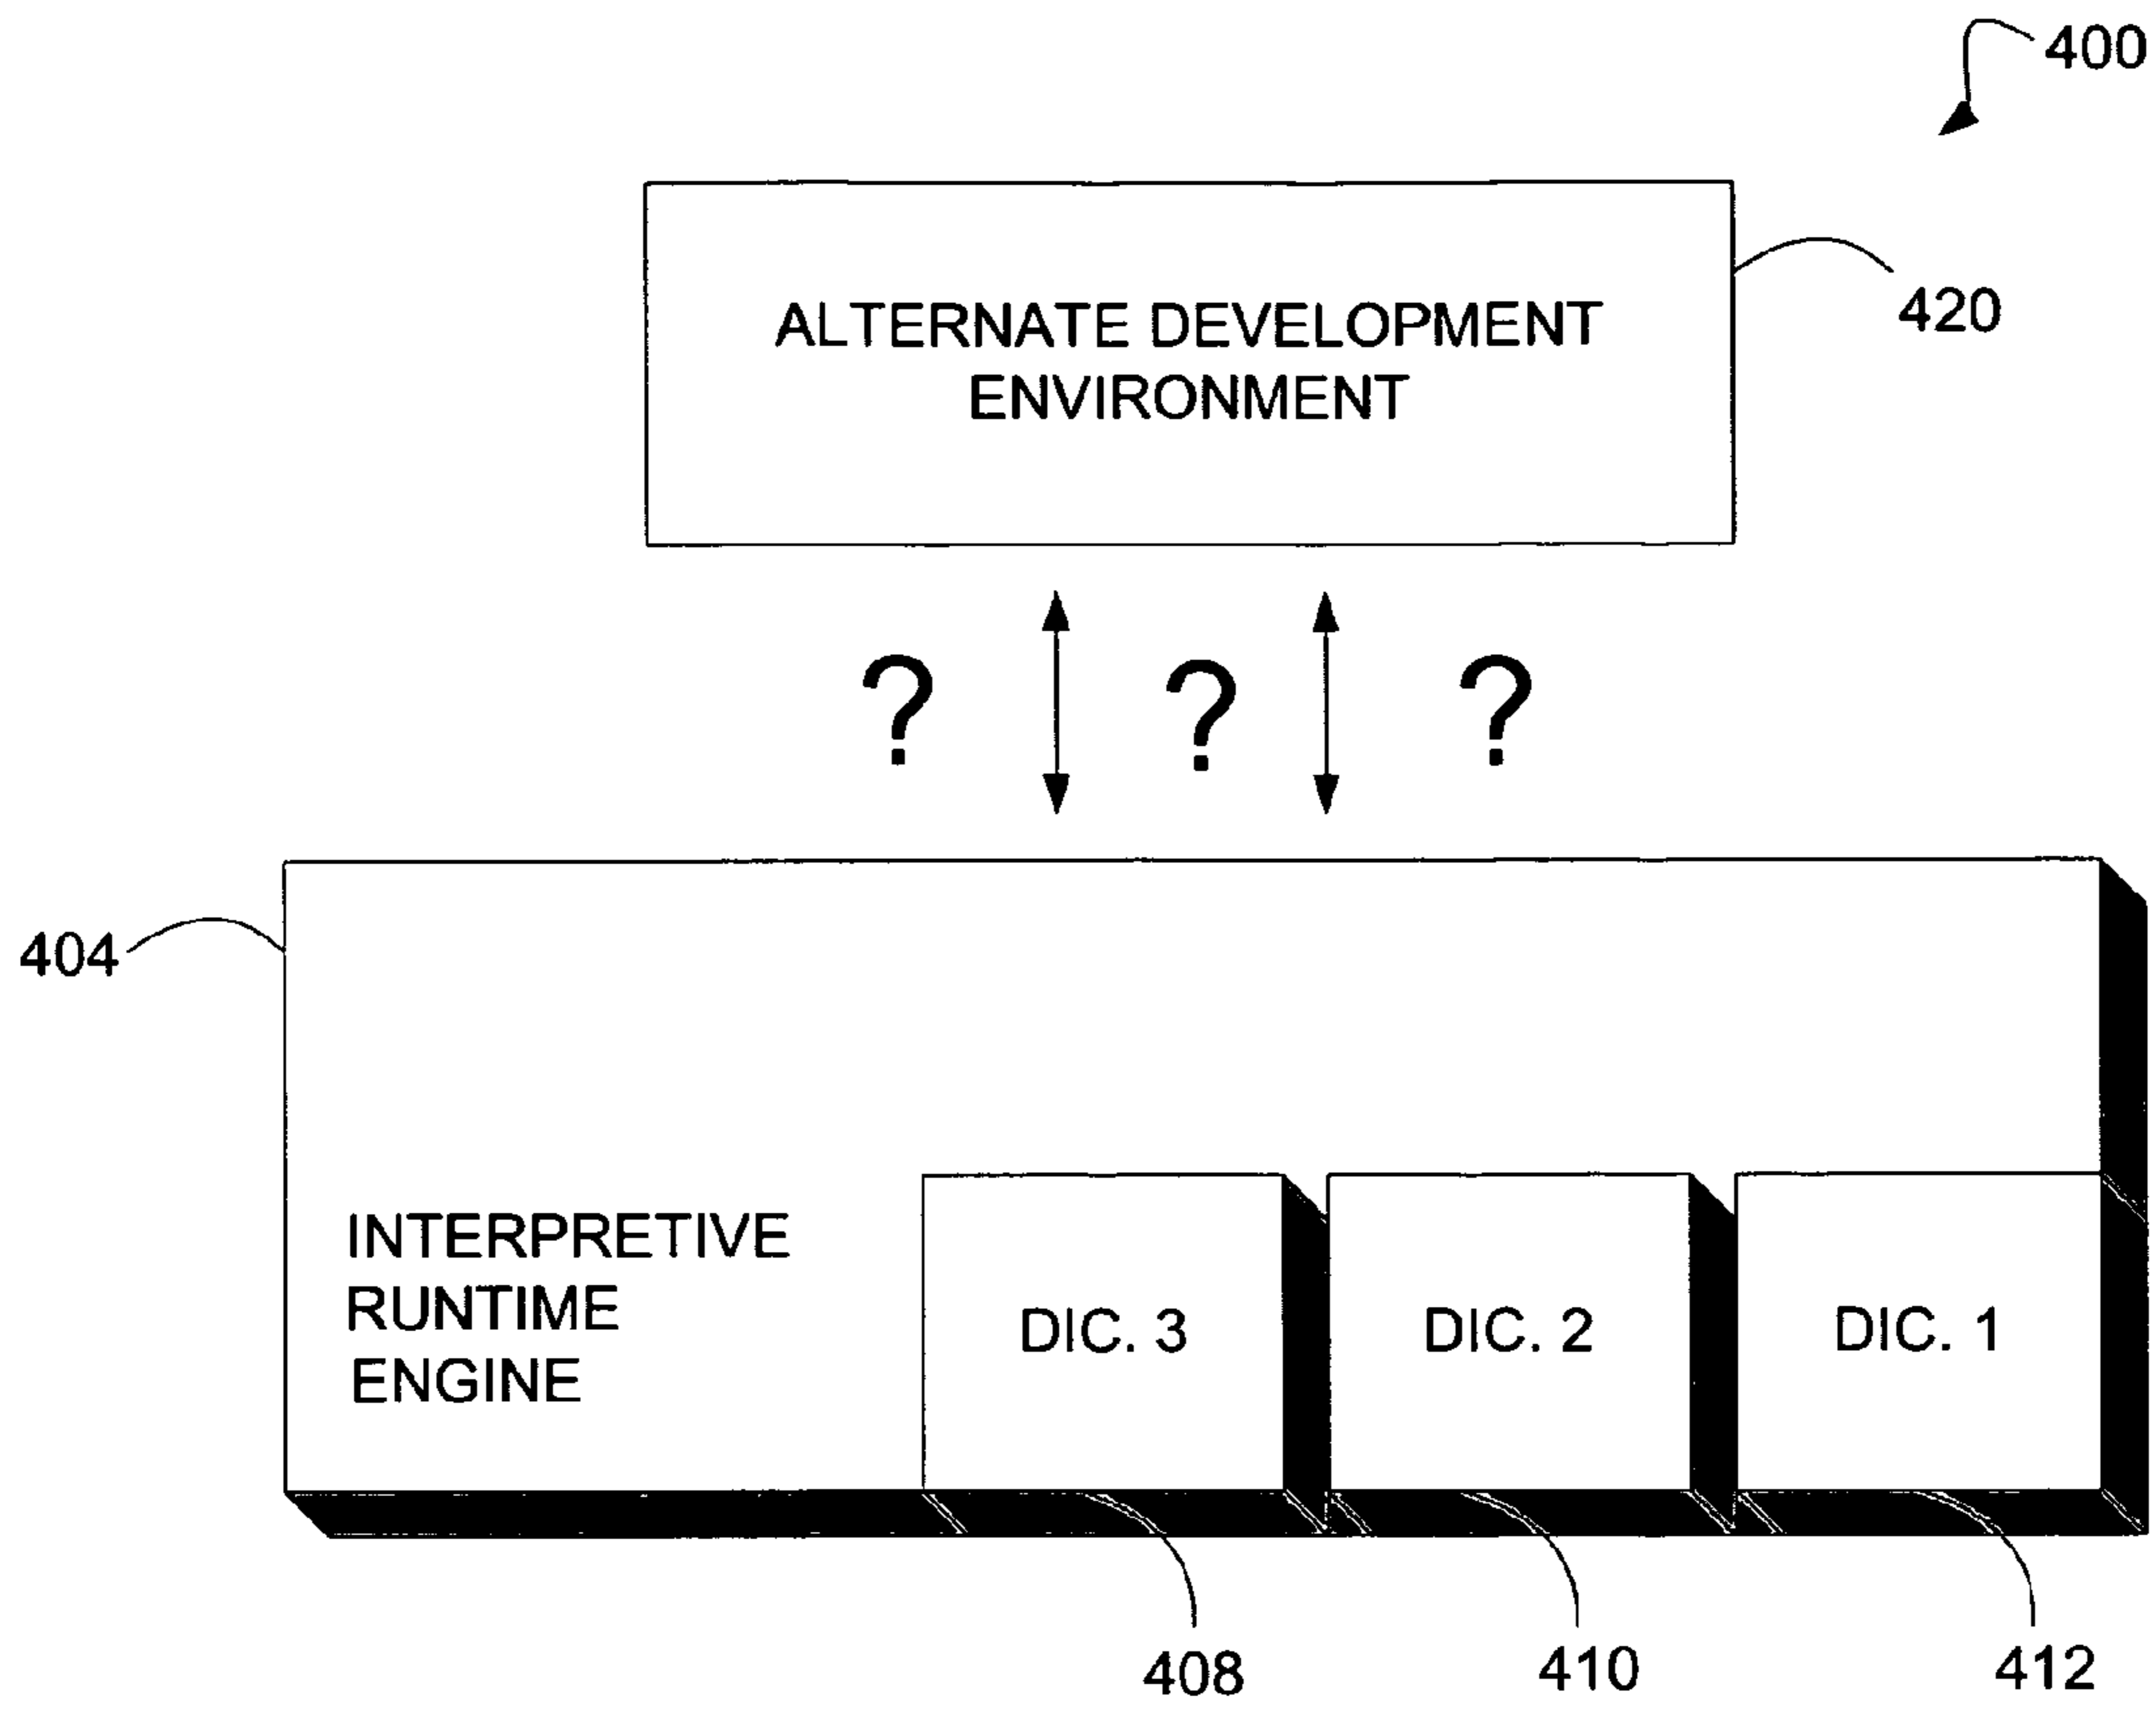 400
ALTERNATE DEVELOPMENT
ENVIRONMENT
420
? ? ?
404
INTERPRETIVE
RUNTIME
ENGINE
DIC. 3
DIC. 2
DIC. 1
408
410
412